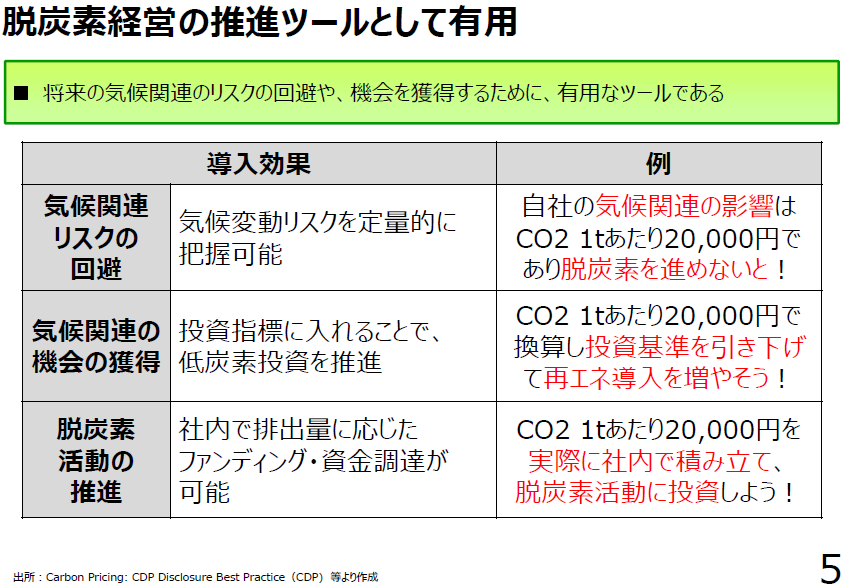 脱炭素経営の推進ツールとして有用
■ 将来の気候関連のリスクの回避や、機会を獲得するために、有用なツールである
導入効果
例
気候関連
リスクの
回避
気候変動リスクを定量的に
把握可能
自社の気候関連の影響は
CO2 1tあたり20,000円で
あり脱炭素を進めないと！
気候関連の
機会の獲得
投資指標に入れることで、
低炭素投資を推進
CO2 1tあたり20,000円で
換算し投資基準を引き下げ
て再エネ導入を増やそう！
脱炭素
活動の
推進
社内で排出量に応じた
ファンディング・資金調達が
可能
CO2 1tあたり20,000円を
実際に社内で積み立て、
脱炭素活動に投資しよう！
出所：Carbon Pricing: CDP Disclosure Best Practice（CDP）等より作成
5